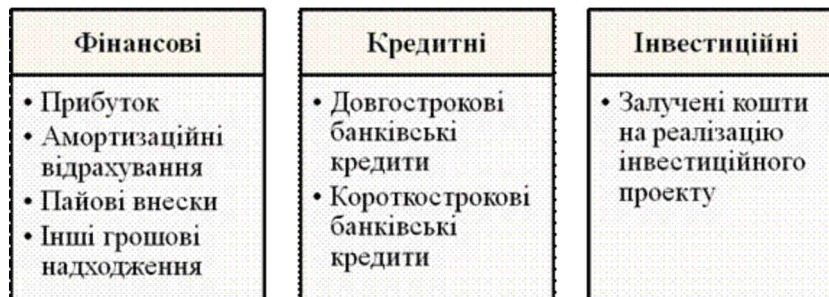 Фінансові
• Прибуток
• Амортизаційні
відрахування
• Пайові внески
• Інші грошові
надходження
Кредитні
• Довгострокові
банківські
кредити
• Короткострокові
банківські
кредити
Інвестиційні
• Залучені кошти
на реалізацію
інвестиційного
проекту